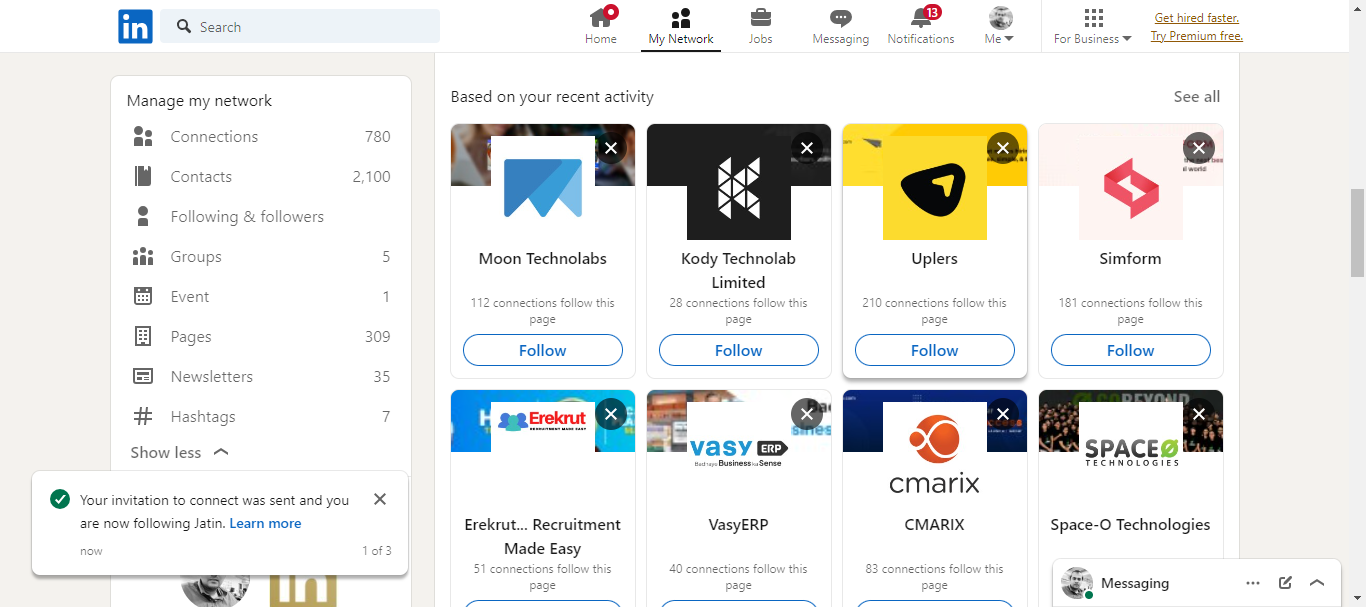 in
Search
Home
My Network
Jobs
Messaging
13
Notifications
Me
For Business
Get hired faster.
Try Premium free.
Manage my network
Connections 780
Contacts 2,100
Following & followers
Groups 5
Event 1
Pages 309
Newsletters 35
Hashtags 7
Show less
Your invitation to connect was sent and you
are now following Jatin. Learn more
now 1 of 3
Based on your recent activity
See all
Moon Technolabs
112 connections follow this
page
Follow
Kody Technolab
Limited
28 connections follow this
page
Follow
Uplers
210 connections follow this
page
Follow
Simform
181 connections follow this
page
Follow
Erekrut
RECRUITMENT MADE EASY
Erekrut... Recruitment
Made Easy
51 connections follow this
page
vasy ERP
Badhaye Business ka Sense
VasyERP
40 connections follow this
page
cmarix
CMARIX
83 connections follow this
page
GO BEYOND
SPACEO
TECHNOLOGIES
Space-O Technologies
Messaging